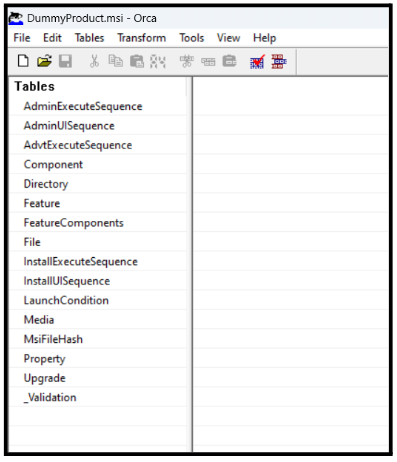 DummyProduct.msi - Orca
File Edit Tables Transform Tools View Help
Tables
AdminExecuteSequence
AdminUISequence
AdvtExecuteSequence
Component
Directory
Feature
FeatureComponents
File
InstallExecuteSequence
InstallUISequence
LaunchCondition
Media
MsiFileHash
Property
Upgrade
_Validation